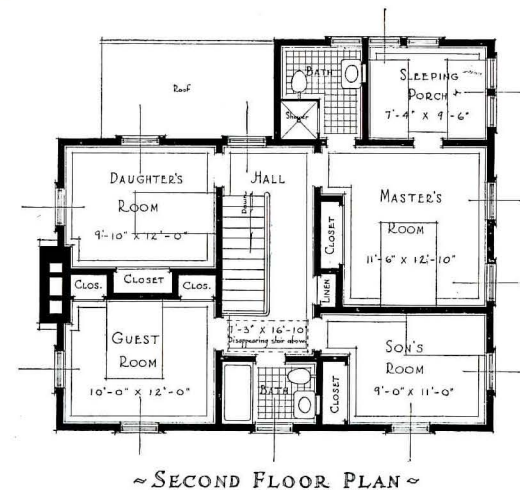 Roof
BATH
Shower
SLEEPING
PORCH
7'-4" X 9'-6"
DAUGHTER'S
ROOM
9'-10" X 12'-0"
HALL
Down
MASTER'S
ROOM
11'-6" X 12'-10"
CLOSET
LINEN
CLOS.
CLOSET
CLOS.
GUEST
ROOM
10'-0" X 12'-0"
7'-3" X 16'-10"
Disappearing stair above
BATH
CLOSET
SON'S
ROOM
9'-0" X 11'-0"
~ SECOND FLOOR PLAN ~